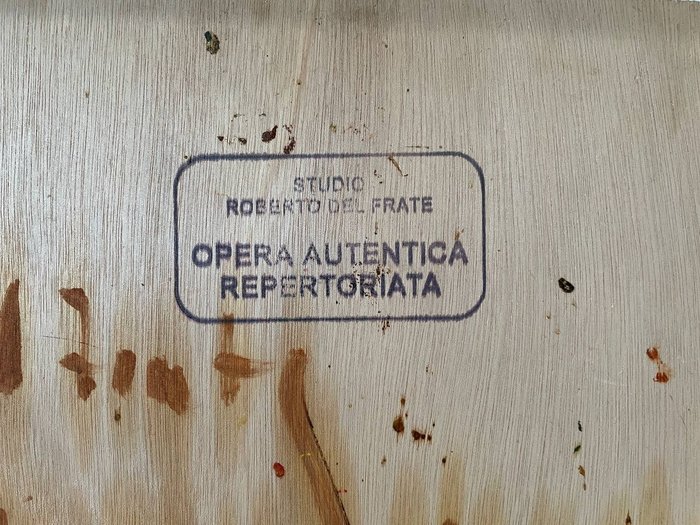 STUDIO
ROBERTO DEL FRATE
OPERA AUTENTICA
REPERTORIATA